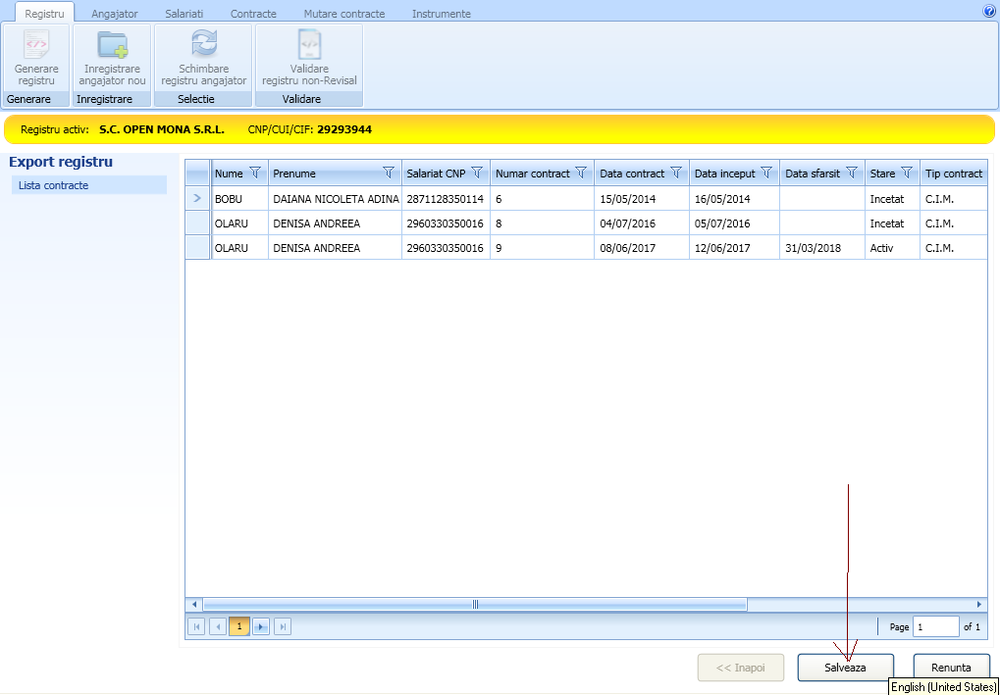 Registru Angajator Salariati Contracte Mutare contracte Instrumente
Generare registru
Inregistrare angajator nou
Schimbare registru angajator
Validare registru non-Revisal
Generare Inregistrare Selectie Validare
Registru activ: S.C. OPEN MONA S.R.L. CNP/CUI/CIF: 29293944
Export registru
Lista contracte
Nume Prenume Salariat CNP Numar contract Data contract Data inceput Data sfarsit Stare Tip contract
BOBU DAIANA NICOLETA ADINA 2871128350114 6 15/05/2014 16/05/2014 Incetat C.I.M.
OLARU DENISA ANDREEA 2960330350016 8 04/07/2016 05/07/2016 Incetat C.I.M.
OLARU DENISA ANDREEA 2960330350016 9 08/06/2017 12/06/2017 31/03/2018 Activ C.I.M.
1 Page 1 of 1
<< Inapoi Salveaza Renunta
English (United States)